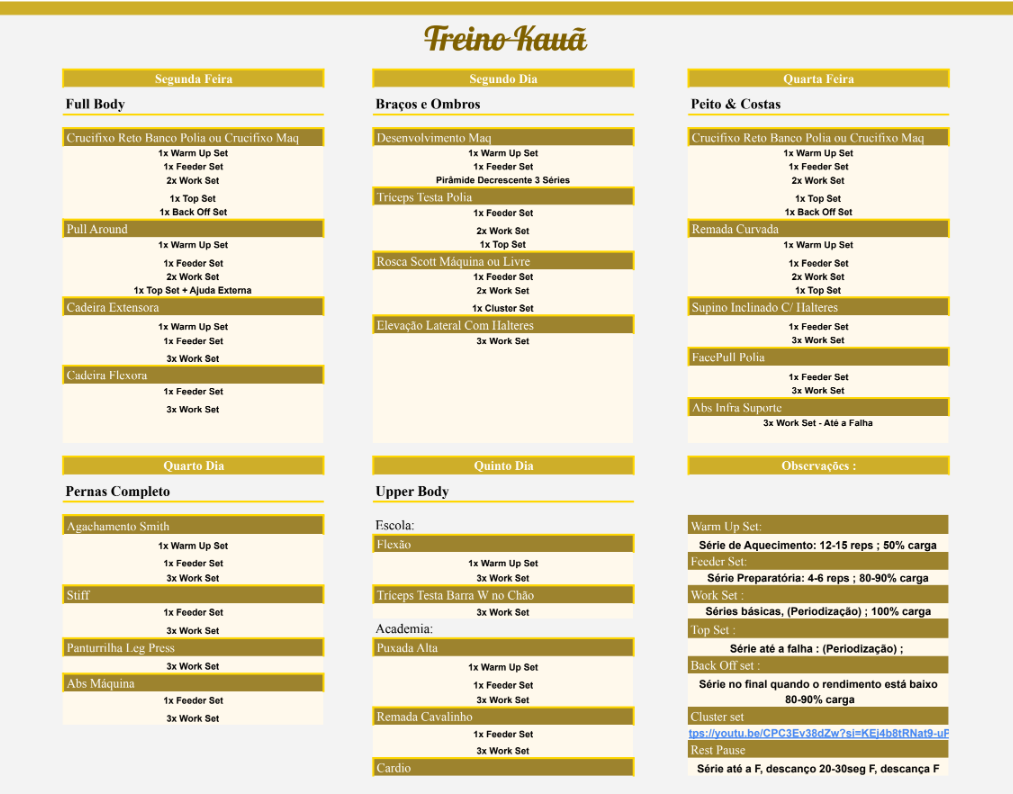 Treino Kauã
Segunda Feira
Full Body
Crucifixo Reto Banco Polia ou Crucifixo Maq
1x Warm Up Set
1x Feeder Set
2x Work Set
1x Top Set
1x Back Off Set
Pull Around
1x Warm Up Set
1x Feeder Set
2x Work Set
1x Top Set + Ajuda Externa
Cadeira Extensora
1x Warm Up Set
1x Feeder Set
3x Work Set
Cadeira Flexora
1x Feeder Set
3x Work Set
Segundo Dia
Braços e Ombros
Desenvolvimento Maq
1x Warm Up Set
1x Feeder Set
Pirâmide Decrescente 3 Séries
Tríceps Testa Polia
1x Feeder Set
2x Work Set
1x Top Set
Rosca Scott Máquina ou Livre
1x Feeder Set
2x Work Set
1x Cluster Set
Elevação Lateral Com Halteres
3x Work Set
Quarta Feira
Peito & Costas
Crucifixo Reto Banco Polia ou Crucifixo Maq
1x Warm Up Set
1x Feeder Set
2x Work Set
1x Top Set
1x Back Off Set
Remada Curvada
1x Warm Up Set
1x Feeder Set
2x Work Set
1x Top Set
Supino Inclinado C/ Halteres
1x Feeder Set
3x Work Set
FacePull Polia
1x Feeder Set
3x Work Set
Abs Infra Suporte
3x Work Set - Até a Falha
Quarto Dia
Pernas Completo
Agachamento Smith
1x Warm Up Set
1x Feeder Set
3x Work Set
Stiff
1x Feeder Set
3x Work Set
Panturrilha Leg Press
3x Work Set
Abs Máquina
1x Feeder Set
3x Work Set
Quinto Dia
Upper Body
Escola:
Flexão
1x Warm Up Set
3x Work Set
Tríceps Testa Barra W no Chão
3x Work Set
Academia:
Puxada Alta
1x Warm Up Set
1x Feeder Set
3x Work Set
Remada Cavalinho
1x Feeder Set
3x Work Set
Cardio
Observações :
Warm Up Set:
Série de Aquecimento: 12-15 reps ; 50% carga
Feeder Set:
Série Preparatória: 4-6 reps ; 80-90% carga
Work Set :
Séries básicas, (Periodização) ; 100% carga
Top Set :
Série até a falha : (Periodização) ;
Back Off set :
Série no final quando o rendimento está baixo
80-90% carga
Cluster set
tps://youtu.be/CPC3Ev38dZw?si=KEj4b8tRNat9-uP
Rest Pause
Série até a F, descanço 20-30seg F, descança F